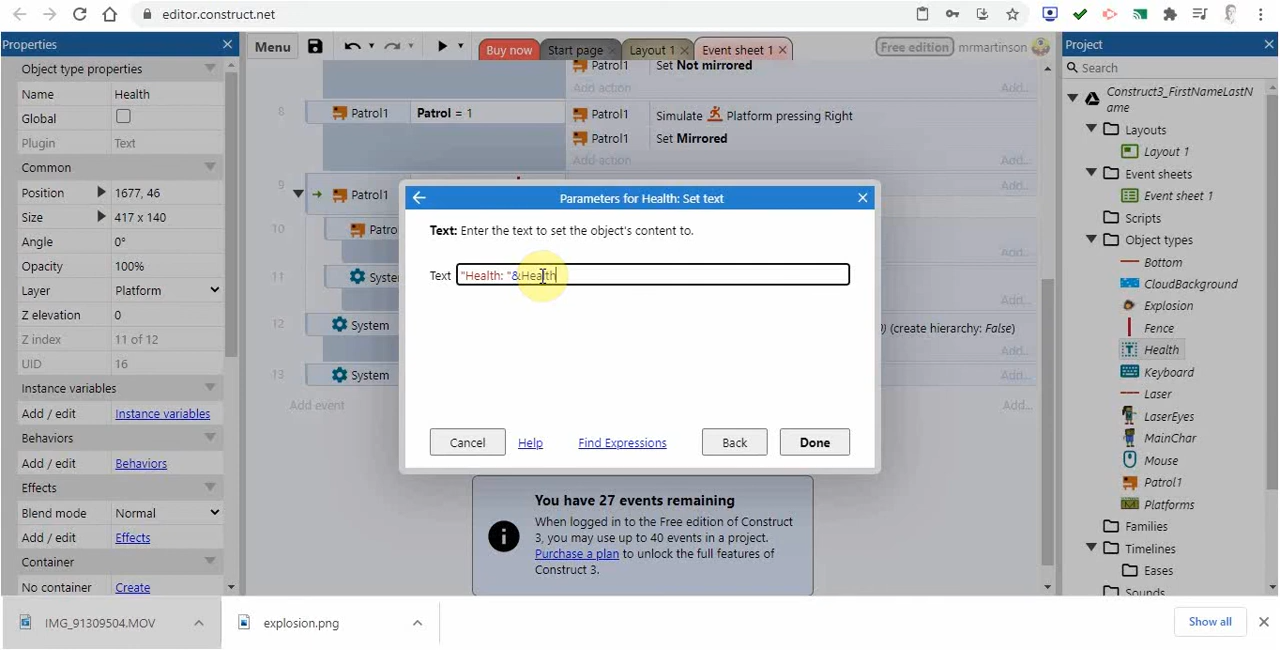 editor.construct.net
Properties
Object type properties
Name Health
Global
Plugin Text
Common
Position 1677, 46
Size 417 x 140
Angle 0°
Opacity 100%
Layer Platform
Z elevation 0
Z index 11 of 12
UID 16
Instance variables
Add / edit Instance variables
Behaviors
Add / edit Behaviors
Effects
Blend mode Normal
Add / edit Effects
Container
No container Create
Menu
Buy now
Start page
Layout 1
Event sheet 1
Free edition
mrmartinson
Patrol1 Set Not mirrored
Add action Add...
8 Patrol1 Patrol = 1 Patrol1 Simulate Platform pressing Right
Patrol1 Set Mirrored
Add action Add...
9 Patrol1 Add...
10 Patro
11 Syste
Add...
12 System 0) (create hierarchy: False)
Add...
13 System Add...
Add event Add...
Parameters for Health: Set text
Text: Enter the text to set the object's content to.
Text "Health: "&Health
Cancel Help Find Expressions Back Done
You have 27 events remaining
When logged in to the Free edition of Construct
3, you may use up to 40 events in a project.
Purchase a plan to unlock the full features of
Construct 3.
Project
Search
Construct3_FirstNameLastN
ame
Layouts
Layout 1
Event sheets
Event sheet 1
Scripts
Object types
Bottom
CloudBackground
Explosion
Fence
Health
Keyboard
Laser
LaserEyes
MainChar
Mouse
Patrol1
Platforms
Families
Timelines
Eases
Sounds
IMG_91309504.MOV
explosion.png
Show all